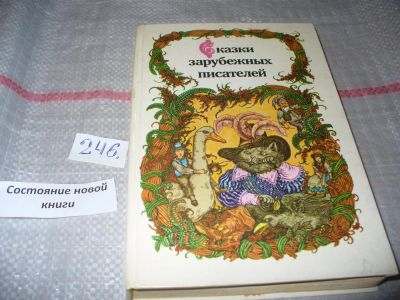 Сказки
зарубежных
писателей
246.
Состояние новой
книги